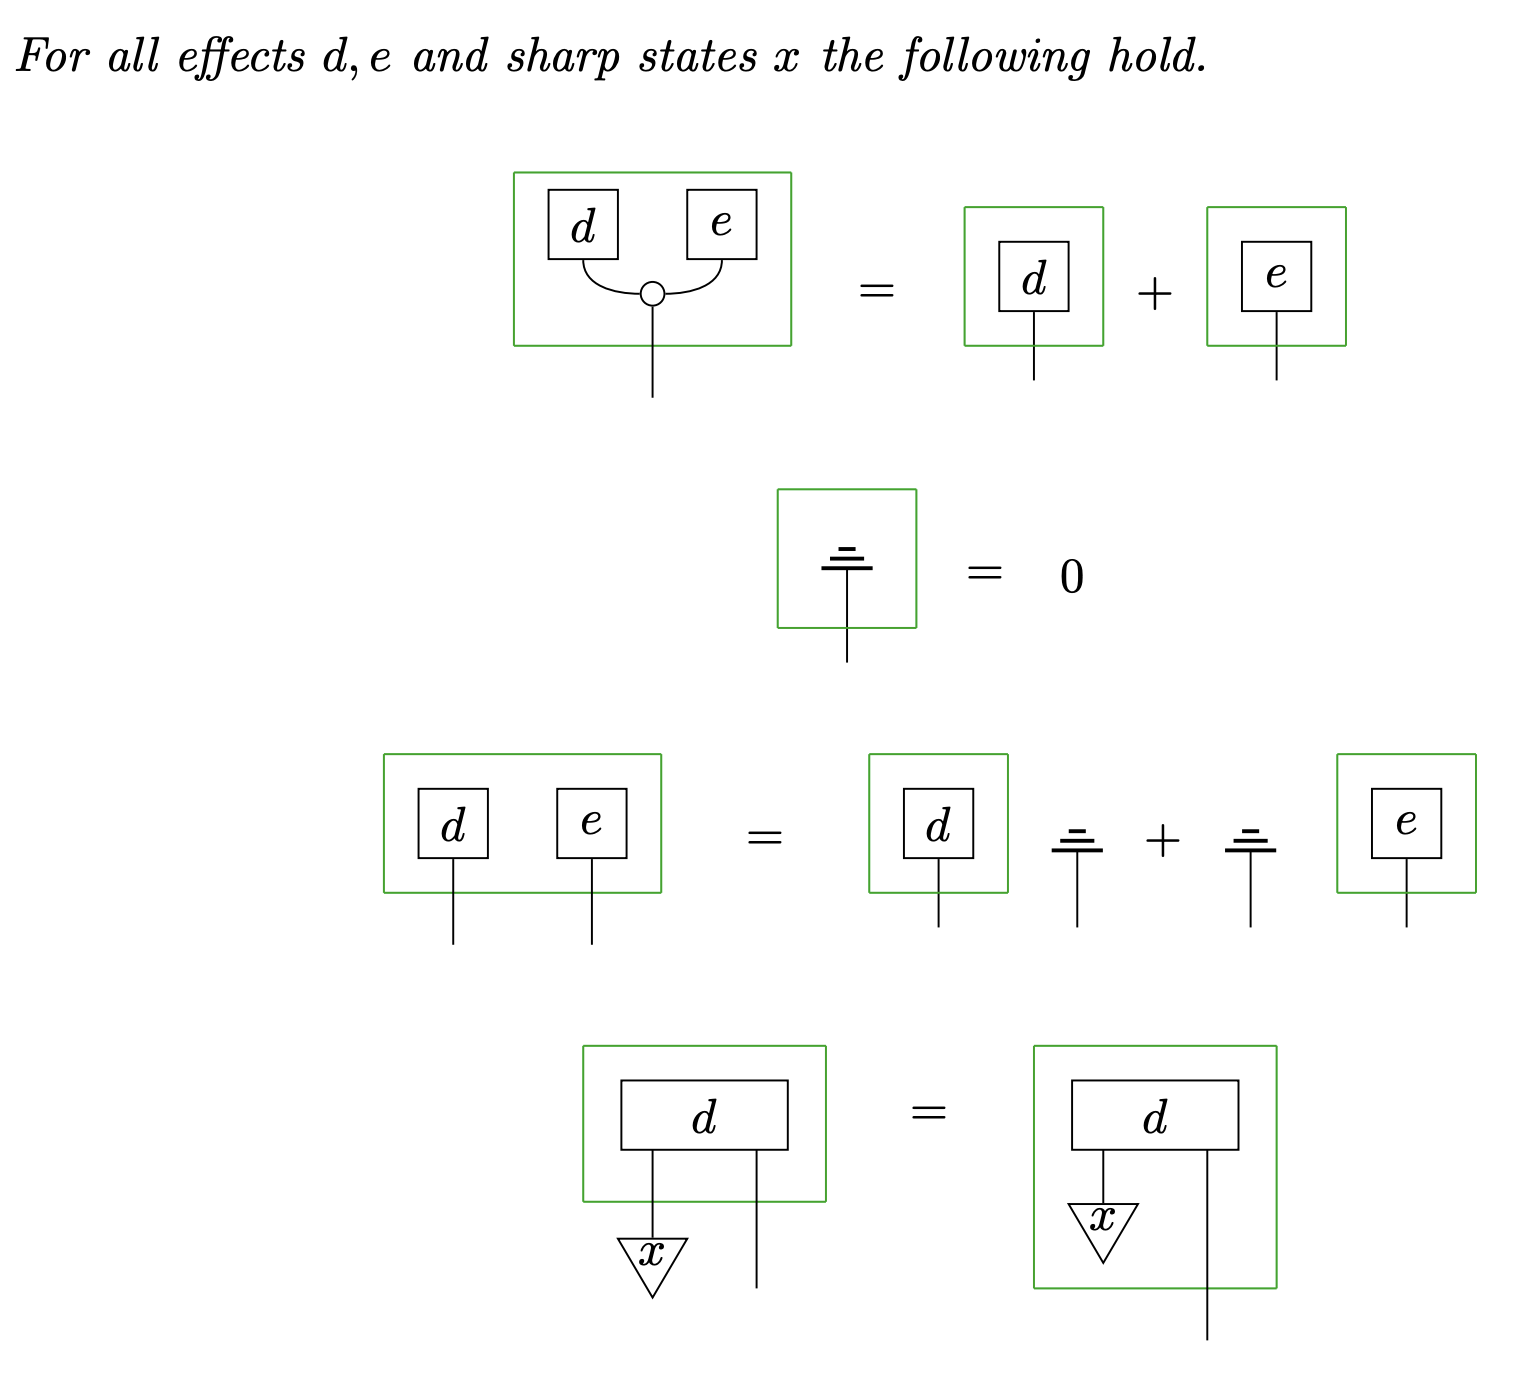 For all effects d, e and sharp states x the following hold.
d e = d + e
= 0
d e = d + e
d = d
x x